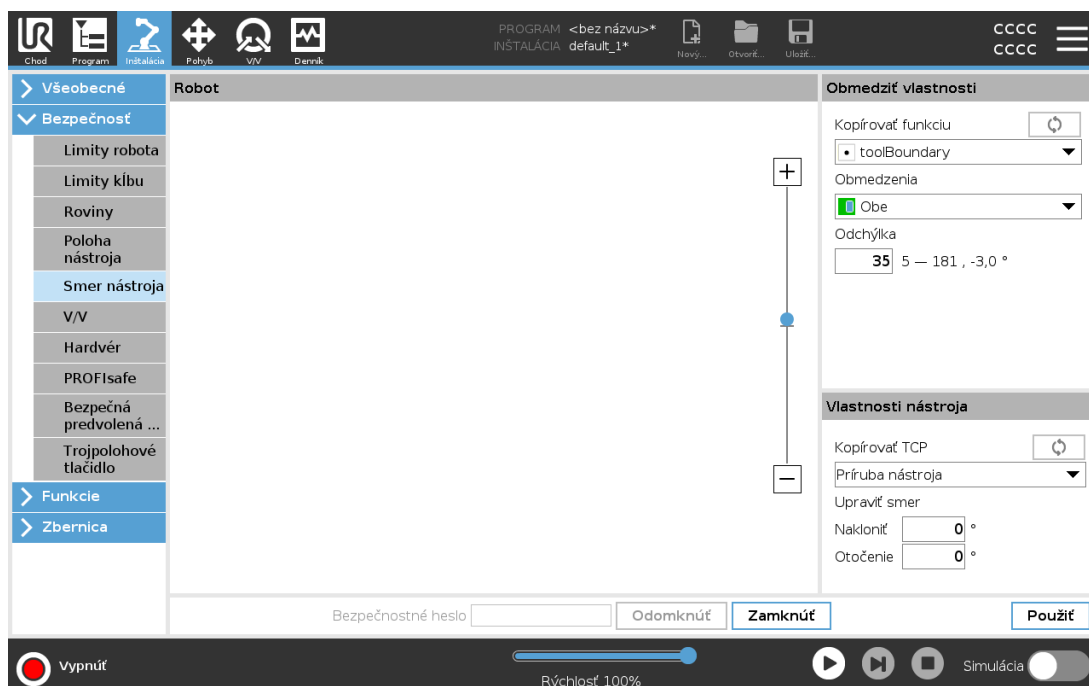 PROGRAM <bez názvu>*
INŠTALÁCIA default_1*
CCCC
CCCC
Chod
Program
Inštalácia
Pohyb
V/V
Denník
Nový...
Otvoriť...
Uložiť...
Všeobecné
Bezpečnosť
Limity robota
Limity kĺbu
Roviny
Poloha
nástroja
Smer nástroja
V/V
Hardvér
PROFIsafe
Bezpečná
predvolená ...
Trojpolohové
tlačidlo
Funkcie
Zbernica
Robot
Obmedziť vlastnosti
Kopírovať funkciu
toolBoundary
Obmedzenia
Obe
Odchýlka
35 5 — 181 , -3,0 °
Vlastnosti nástroja
Kopírovať TCP
Príruba nástroja
Upraviť smer
Nakloniť 0 °
Otočenie 0 °
Bezpečnostné heslo
Odomknúť
Zamknúť
Použiť
Vypnúť
Rýchlosť 100%
Simulácia